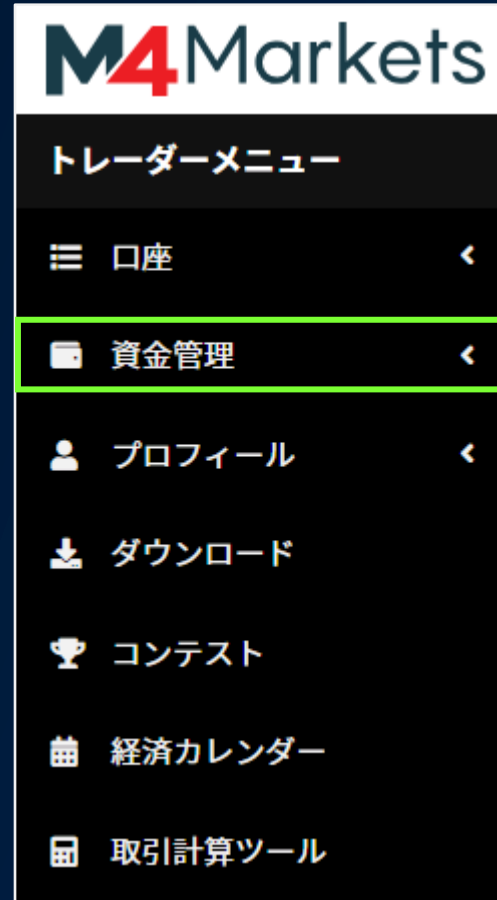 M4Markets
トレーダーメニュー
口座
資金管理
プロフィール
ダウンロード
コンテスト
経済カレンダー
取引計算ツール